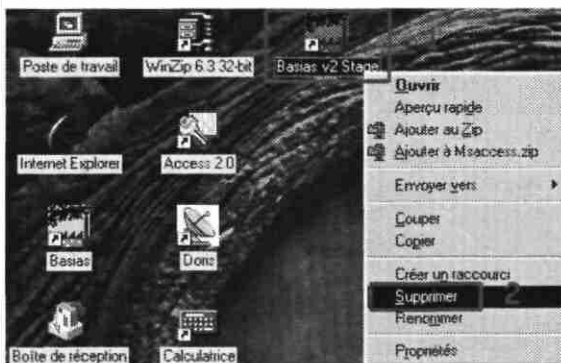 Poste de travail
WinZip 6.3 32-bit
Basias v2 Stage
Internet Explorer
Access 2.0
Basias
Doris
Boîte de réception
Calculatrice
Ouvrir
Aperçu rapide
Ajouter au Zip
Ajouter à Msaccess.zip
Envoyer vers
Couper
Copier
Créer un raccourci
Supprimer 2
Renommer
Propriétés